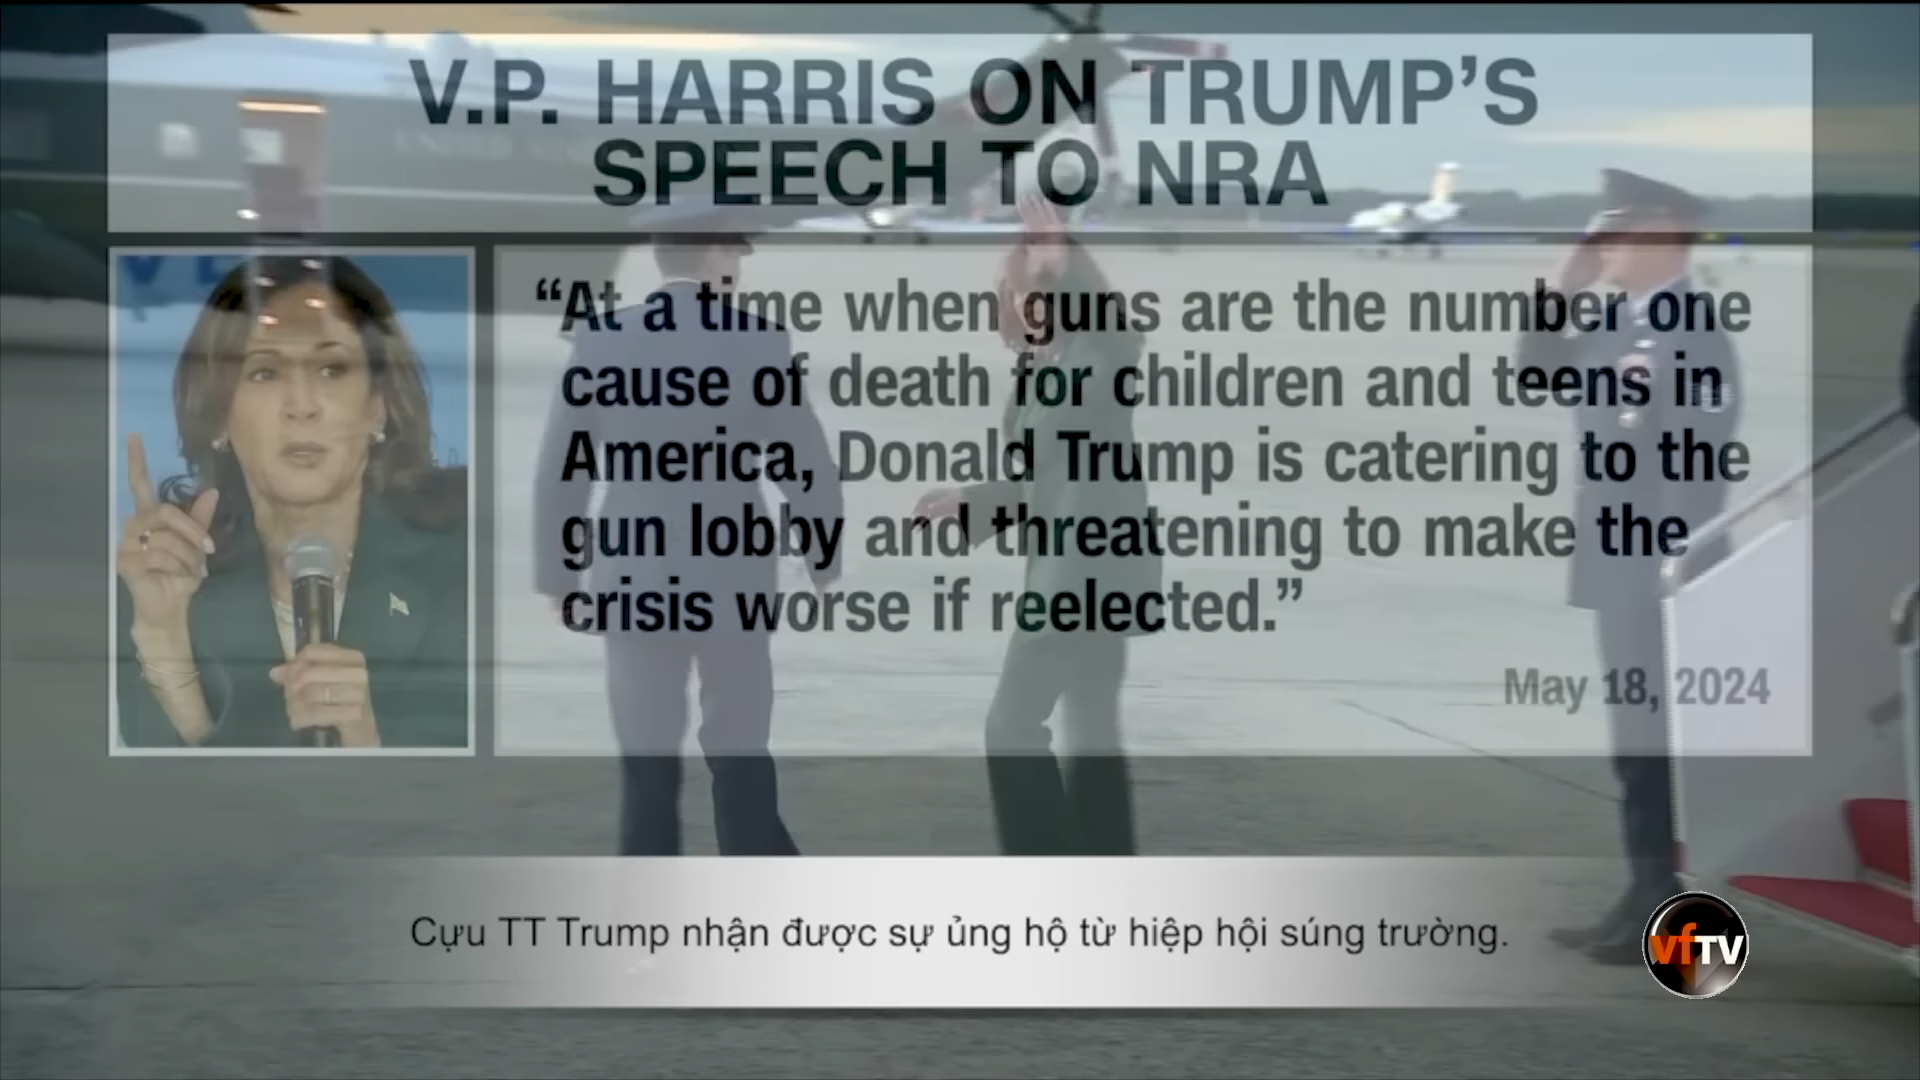 V.P. HARRIS ON TRUMP'S
SPEECH TO NRA
“At a time when guns are the number one
cause of death for children and teens in
America, Donald Trump is catering to the
gun lobby and threatening to make the
crisis worse if reelected.”
May 18, 2024
Cựu TT Trump nhận được sự ủng hộ từ hiệp hội súng trường.
vfTV